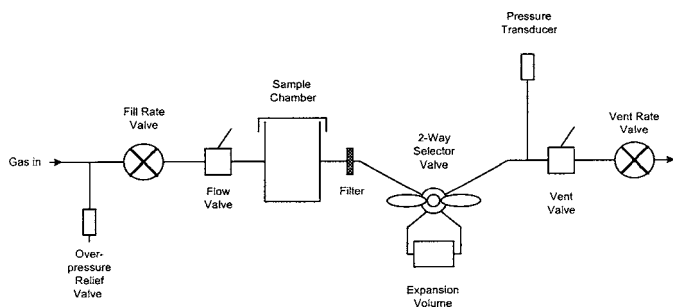 Pressure
Transducer
Sample
Chamber
Fill Rate
Valve
2-Way
Selector
Valve
Vent Rate
Valve
Gas in
Flow
Valve
Filter
Vent
Valve
Over-
pressure
Relief
Valve
Expansion
Volume